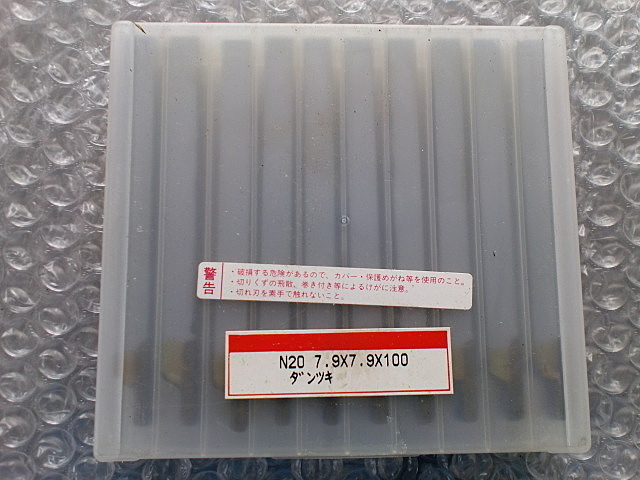 警告
・破損する危険があるので、カバー・保護めがね等を使用のこと。
・切りくずの飛散、巻き付き等によるけがに注意。
・切れ刃を素手で触れないこと。
N20 7.9X7.9X100
ダンツキ